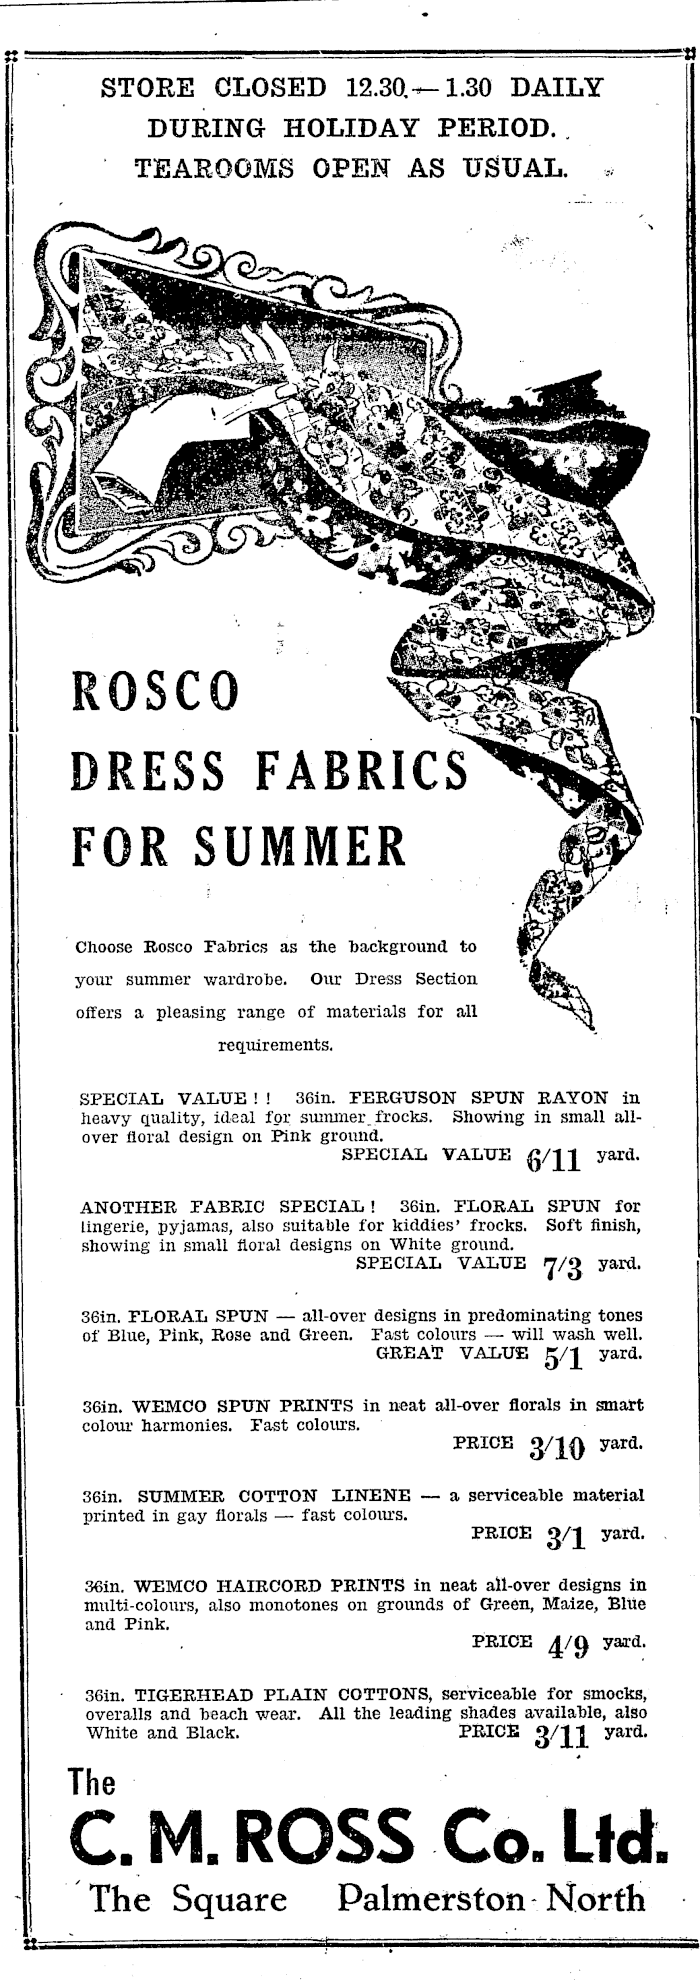 STORE CLOSED 12.30.—1.30 DAILY
DURING HOLIDAY PERIOD.
TEAROOMS OPEN AS USUAL.
ROSCO
DRESS FABRICS
FOR SUMMER
Choose Rosco Fabrics as the background to
your summer wardrobe. Our Dress Section
offers a pleasing range of materials for all
requirements.
SPECIAL VALUE!! 36in. FERGUSON SPUN RAYON in
heavy quality, ideal for summer frocks. Showing in small all-
over floral design on Pink ground.
SPECIAL VALUE 6/11 yard.
ANOTHER FABRIC SPECIAL! 36in. FLORAL SPUN for
lingerie, pyjamas, also suitable for kiddies' frocks. Soft finish,
showing in small floral designs on White ground.
SPECIAL VALUE 7/3 yard.
36in. FLORAL SPUN — all-over designs in predominating tones
of Blue, Pink, Rose and Green. Fast colours — will wash well.
GREAT VALUE 5/1 yard.
36in. WEMCO SPUN PRINTS in neat all-over florals in smart
colour harmonies. Fast colours.
PRICE 3/10 yard.
36in. SUMMER COTTON LINENE — a serviceable material
printed in gay florals — fast colours.
PRICE 3/1 yard.
36in. WEMCO HAIRCORD PRINTS in neat all-over designs in
multi-colours, also monotones on grounds of Green, Maize, Blue
and Pink.
PRICE 4/9 yard.
36in. TIGERHEAD PLAIN COTTONS, serviceable for smocks,
overalls and beach wear. All the leading shades available, also
White and Black. PRICE 3/11 yard.
The
C. M. ROSS Co. Ltd.
The Square Palmerston North